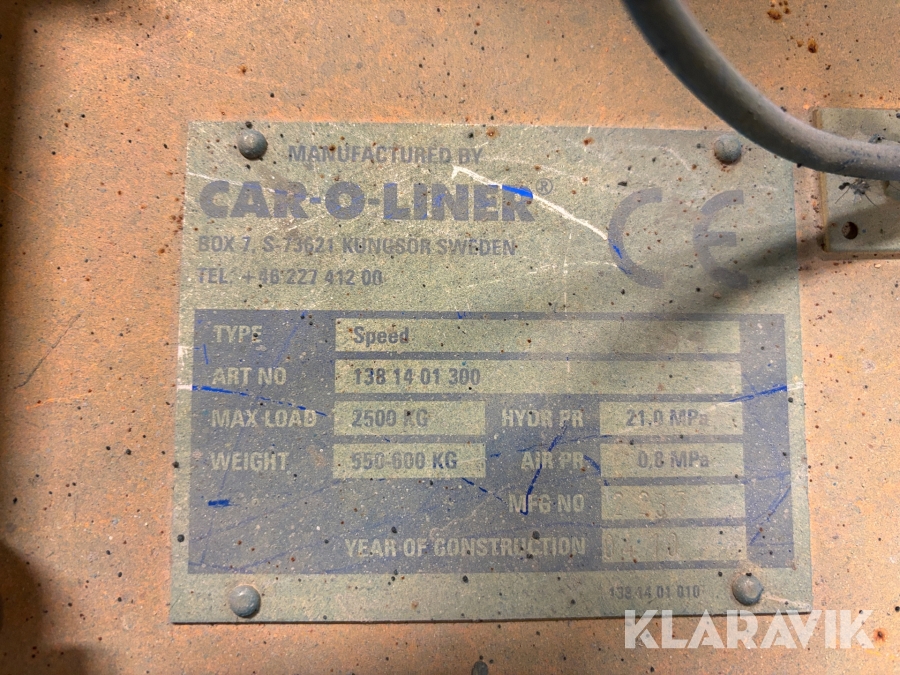 MANUFACTURED BY
CAR-O-LINER®
BOX 7, S-73621 KUNGSÖR SWEDEN
TEL: +46 227 412 00
CE
TYPE Speed
ART NO 138 14 01 300
MAX LOAD 2500 KG HYDR PR 21,0 MPa
WEIGHT 550-600 KG AIR PR 0,8 MPa
MFG NO
YEAR OF CONSTRUCTION
138 14 01 010
KLARAVIK